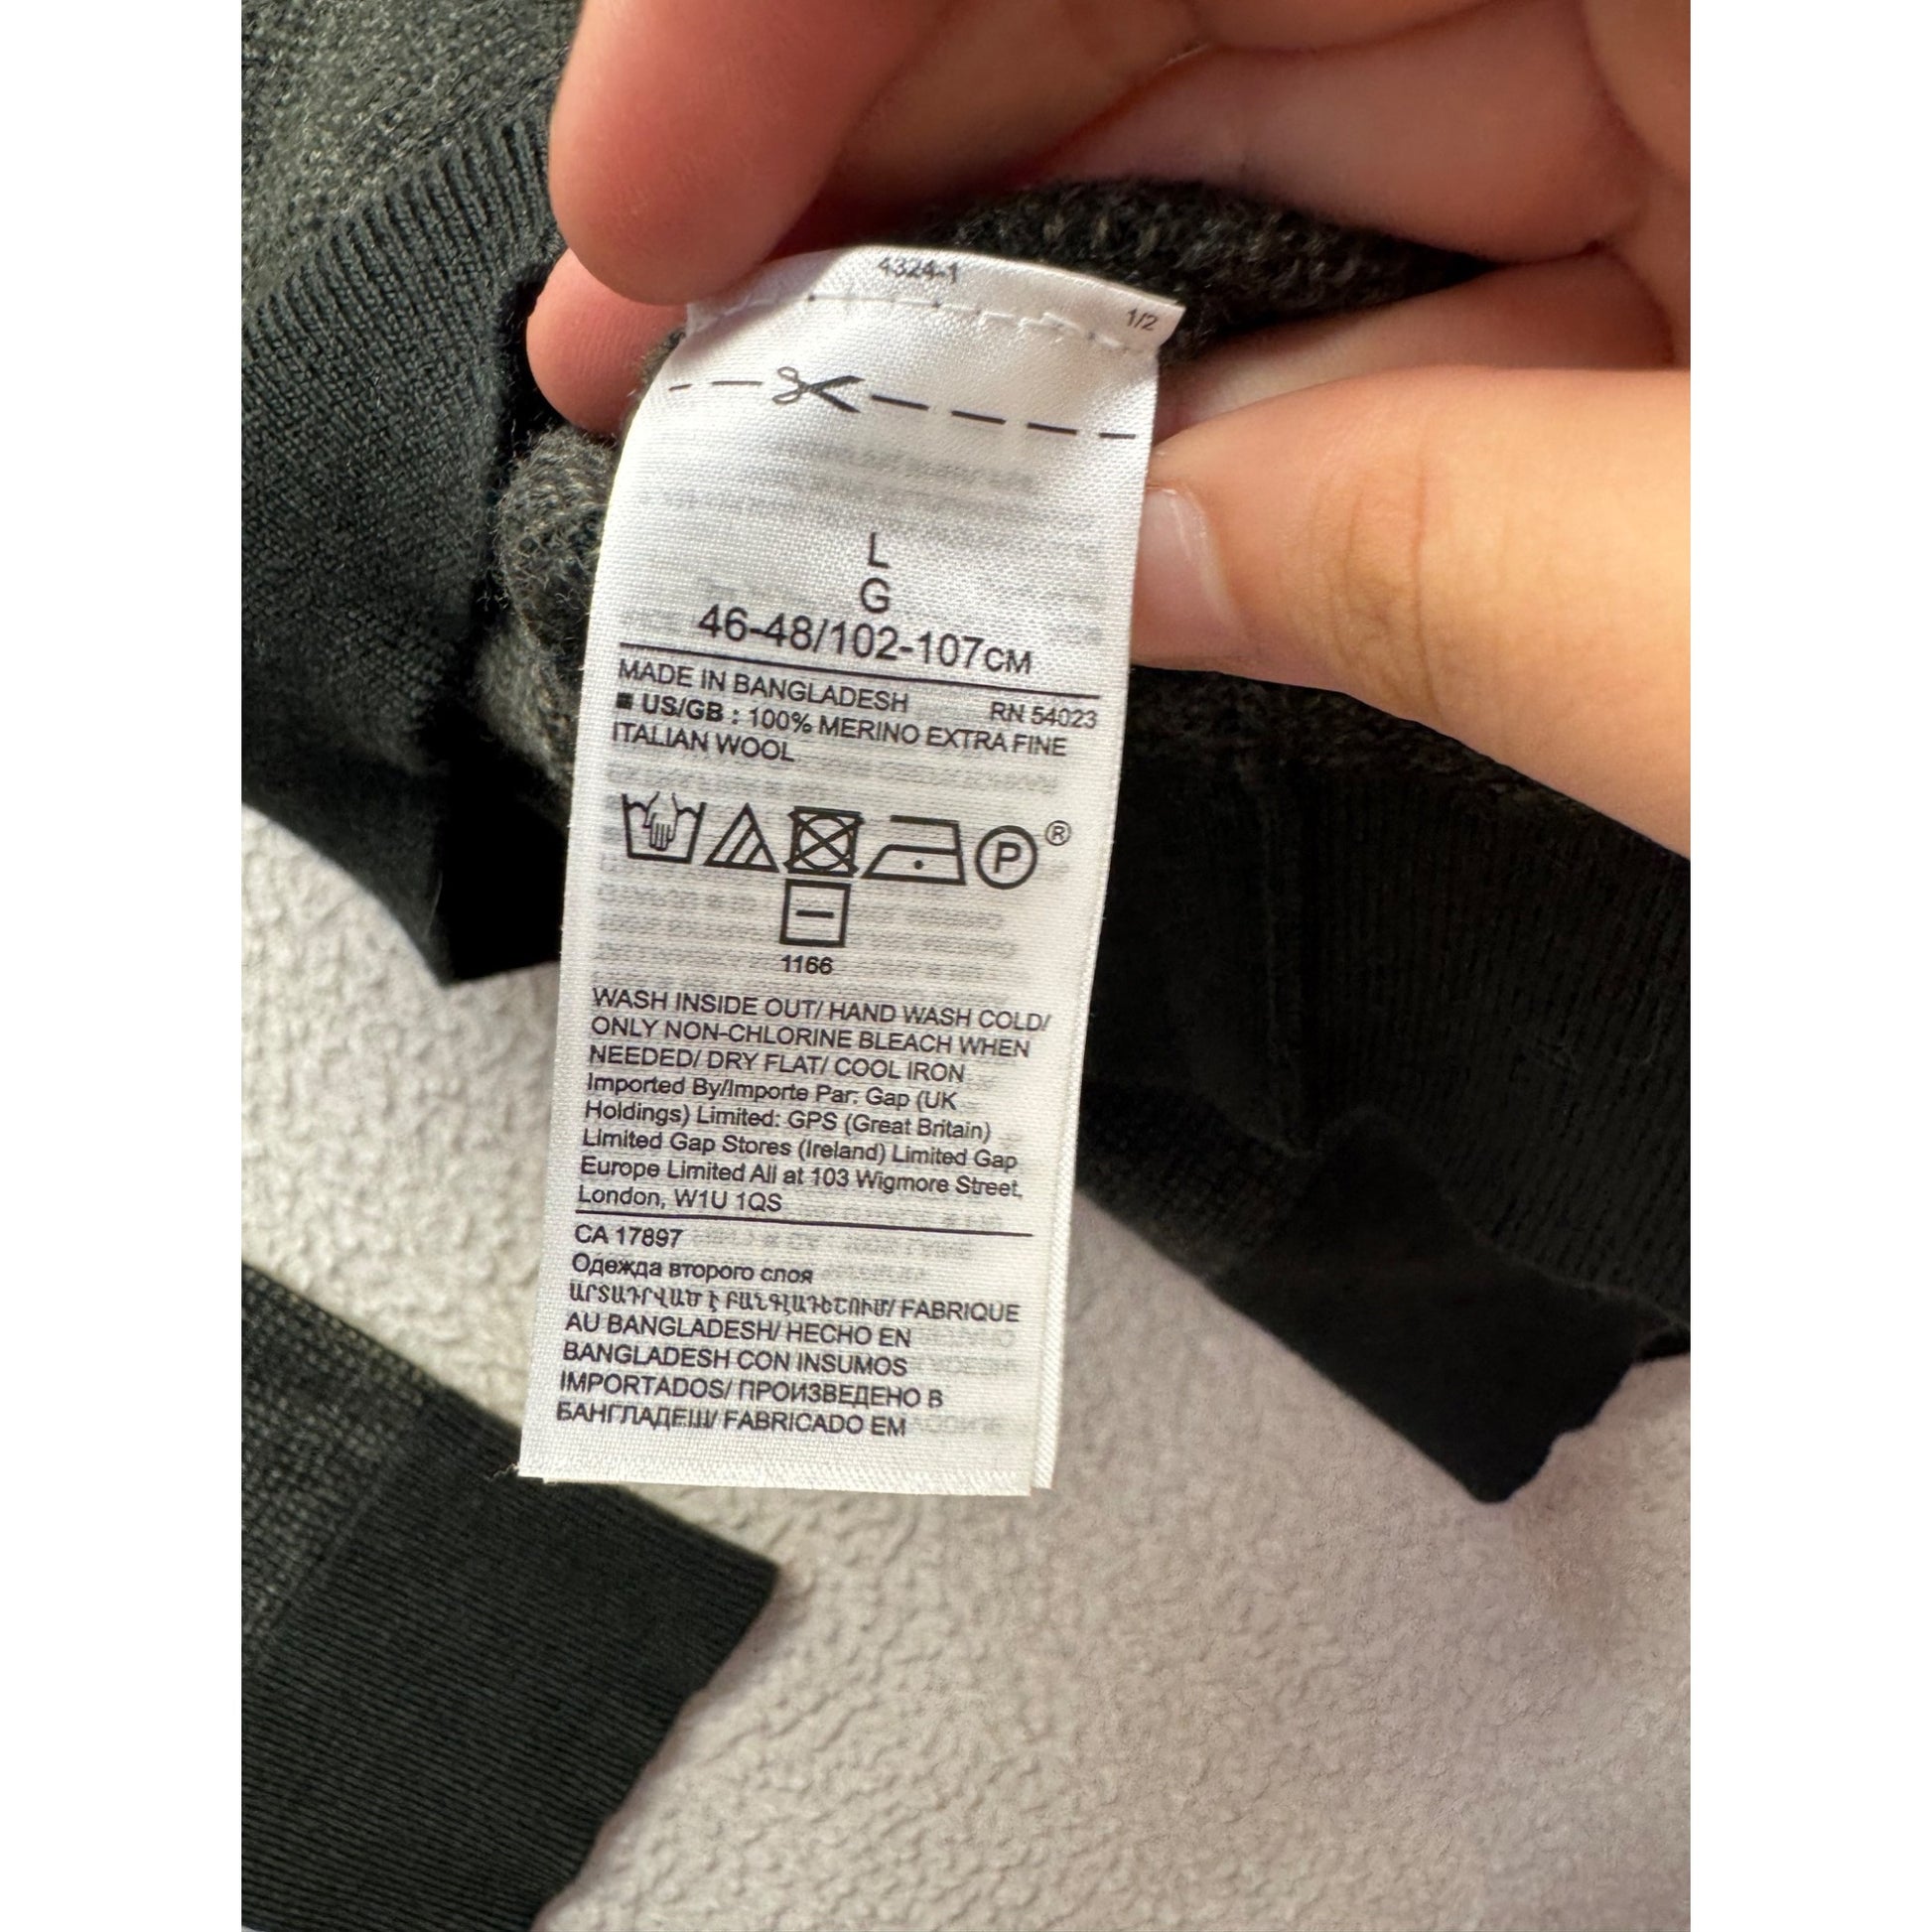 4324-1
1/2
L
G
46-48/102-107CM
MADE IN BANGLADESH RN 54023
■ US/GB : 100% MERINO EXTRA FINE
ITALIAN WOOL
P ®
1166
WASH INSIDE OUT/ HAND WASH COLD/
ONLY NON-CHLORINE BLEACH WHEN
NEEDED/ DRY FLAT/ COOL IRON
Imported By/Importe Par: Gap (UK
Holdings) Limited: GPS (Great Britain)
Limited Gap Stores (Ireland) Limited Gap
Europe Limited All at 103 Wigmore Street,
London, W1U 1QS
CA 17897
Одежда второго слоя
ԱՐՏԱԴՐՎԱԾ Է ԲԱՆԳԼԱԴԵՇՈՒՄ/ FABRIQUE
AU BANGLADESH/ HECHO EN
BANGLADESH CON INSUMOS
IMPORTADOS/ ПРОИЗВЕДЕНО В
БАНГЛАДЕШ/ FABRICADO EM